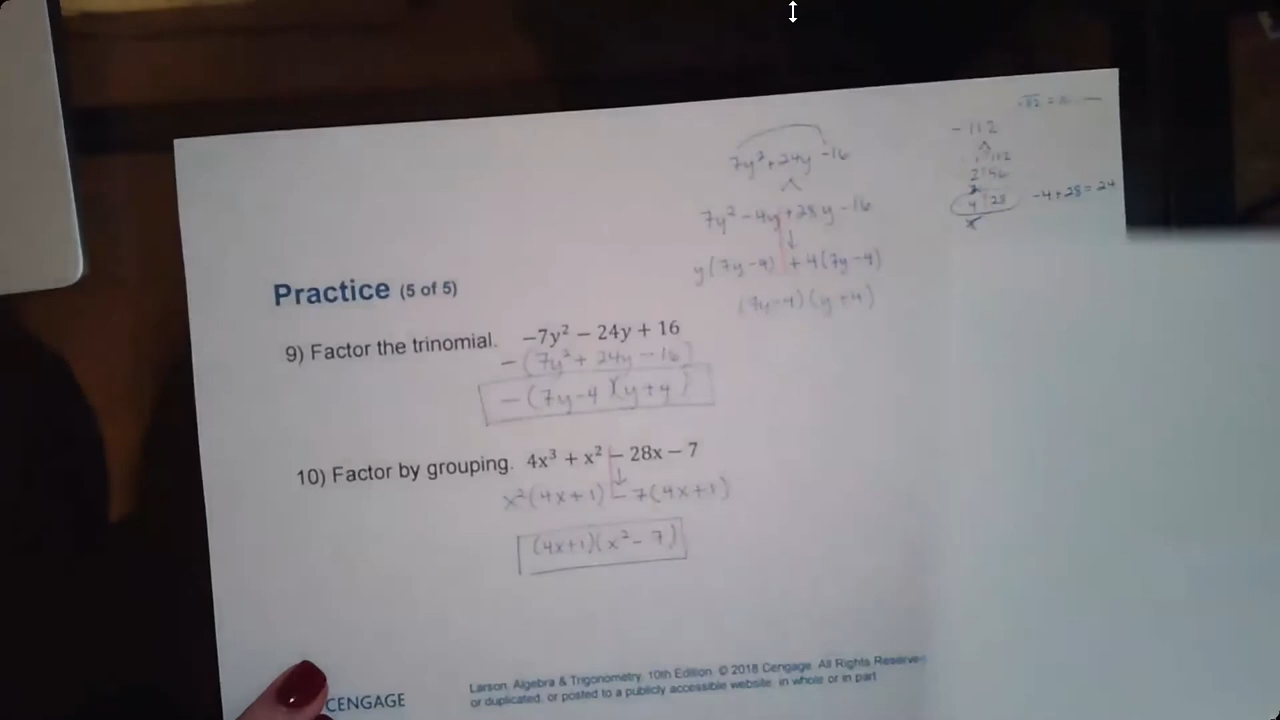 -112
1 112
2 56
4 28
-4+28=24
7y²+24y-16
7y²-4y+28y-16
y(7y-4) +4(7y-4)
(7y-4)(y+4)
Practice (5 of 5)
9) Factor the trinomial. −7y² − 24y + 16
-(7y²+24y-16)
-(7y-4)(y+4)
10) Factor by grouping. 4x³ + x² − 28x − 7
x²(4x+1) -7(4x+1)
(4x+1)(x²-7)
CENGAGE
Larson, Algebra & Trigonometry, 10th Edition. © 2018 Cengage. All Rights Reserve
or duplicated, or posted to a publicly accessible website, in whole or in part